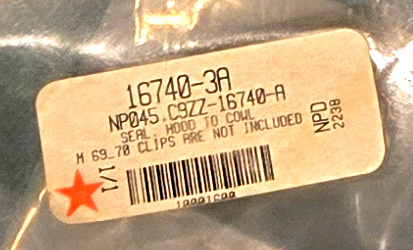 16740-3A
NP045.C9ZZ-16740-A
SEAL, HOOD TO COWL
M 69_70 CLIPS ARE NOT INCLUDED
NPD
2238
1/1